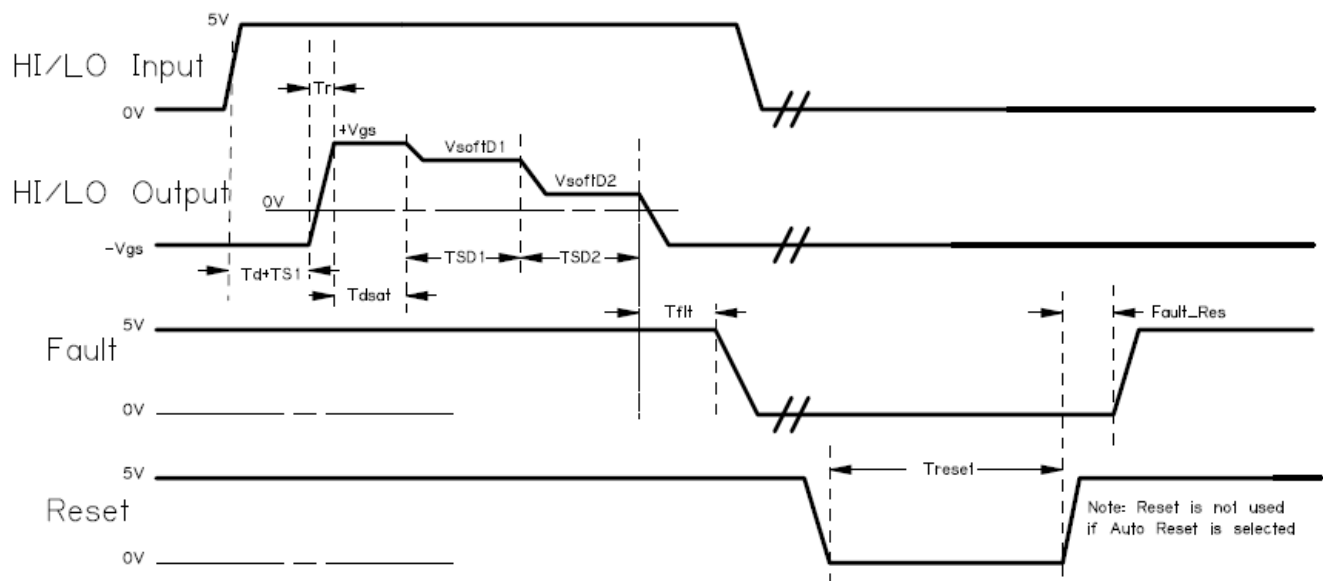 5V
HI/LO Input
Tr
0V
+Vgs
VsoftD1
VsoftD2
HI/LO Output
0V
-Vgs
Td+TS1
TSD1
TSD2
Tdsat
Tflt
Fault_Res
5V
Fault
0V
5V
Treset
Reset
Note: Reset is not used
if Auto Reset is selected
0V